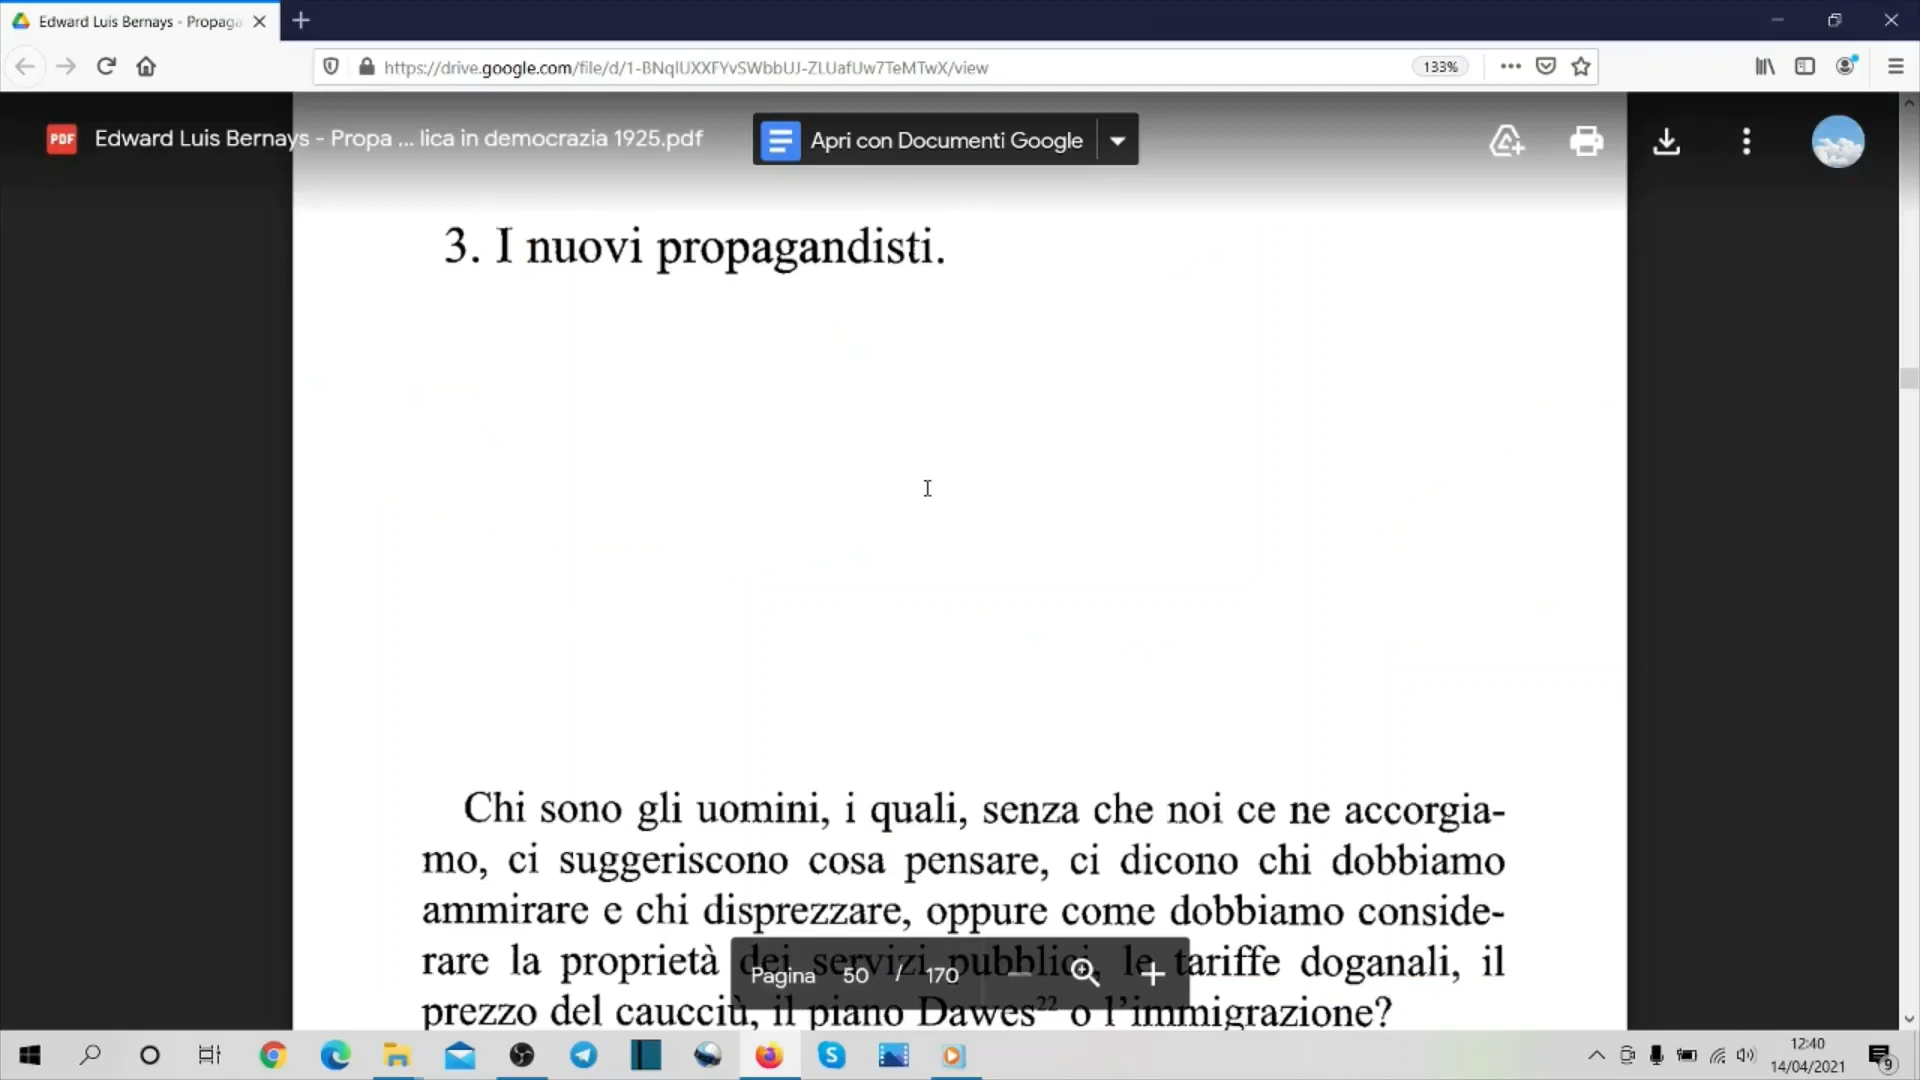 Edward Luis Bernays - Propaga
https://drive.google.com/file/d/1-BNqlUXXFYvSWbbUJ-ZLUafUw7TeMTwX/view
133%
PDF
Edward Luis Bernays - Propa ... lica in democrazia 1925.pdf
Apri con Documenti Google
3. I nuovi propagandisti.
Chi sono gli uomini, i quali, senza che noi ce ne accorgia-
mo, ci suggeriscono cosa pensare, ci dicono chi dobbiamo
ammirare e chi disprezzare, oppure come dobbiamo conside-
rare la proprietà dei servizi pubblici, le tariffe doganali, il
prezzo del caucciù, il piano Dawes²² o l'immigrazione?
Pagina 50 / 170
12:40
14/04/2021
9